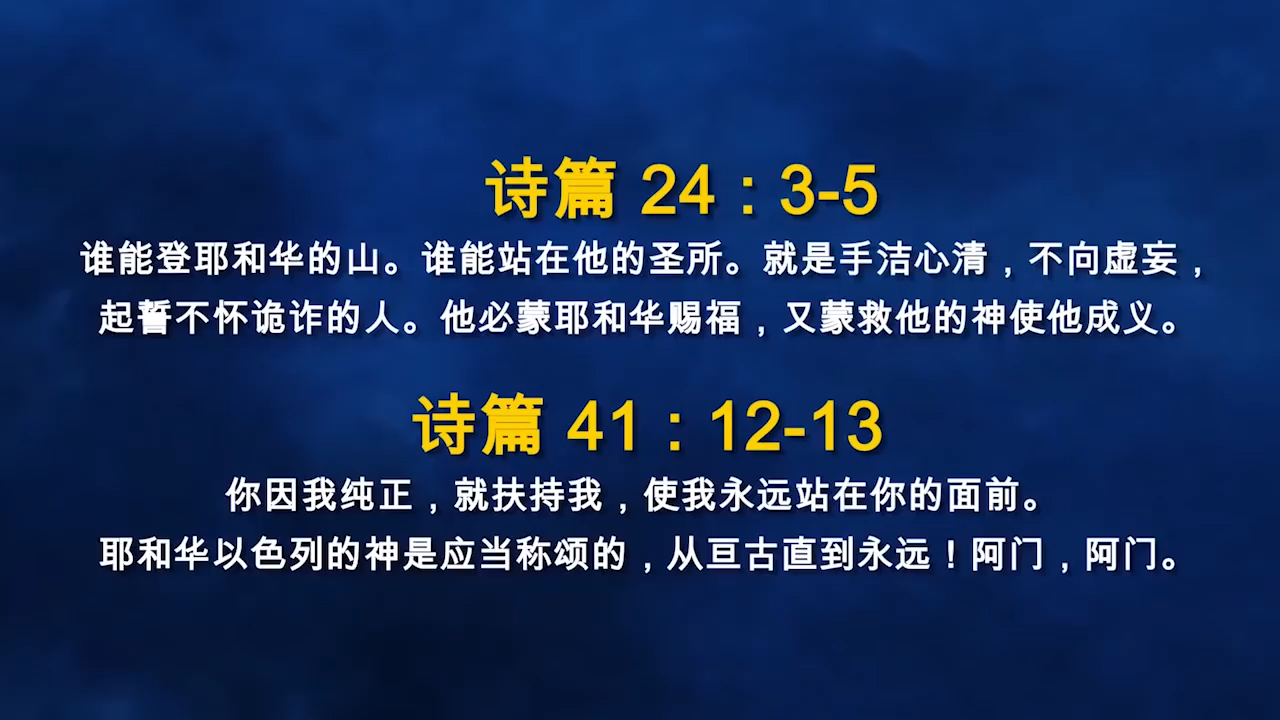 诗篇 24：3-5
谁能登耶和华的山。谁能站在他的圣所。就是手洁心清，不向虚妄，
起誓不怀诡诈的人。他必蒙耶和华赐福，又蒙救他的神使他成义。
诗篇 41：12-13
你因我纯正，就扶持我，使我永远站在你的面前。
耶和华以色列的神是应当称颂的，从亘古直到永远！阿门，阿门。